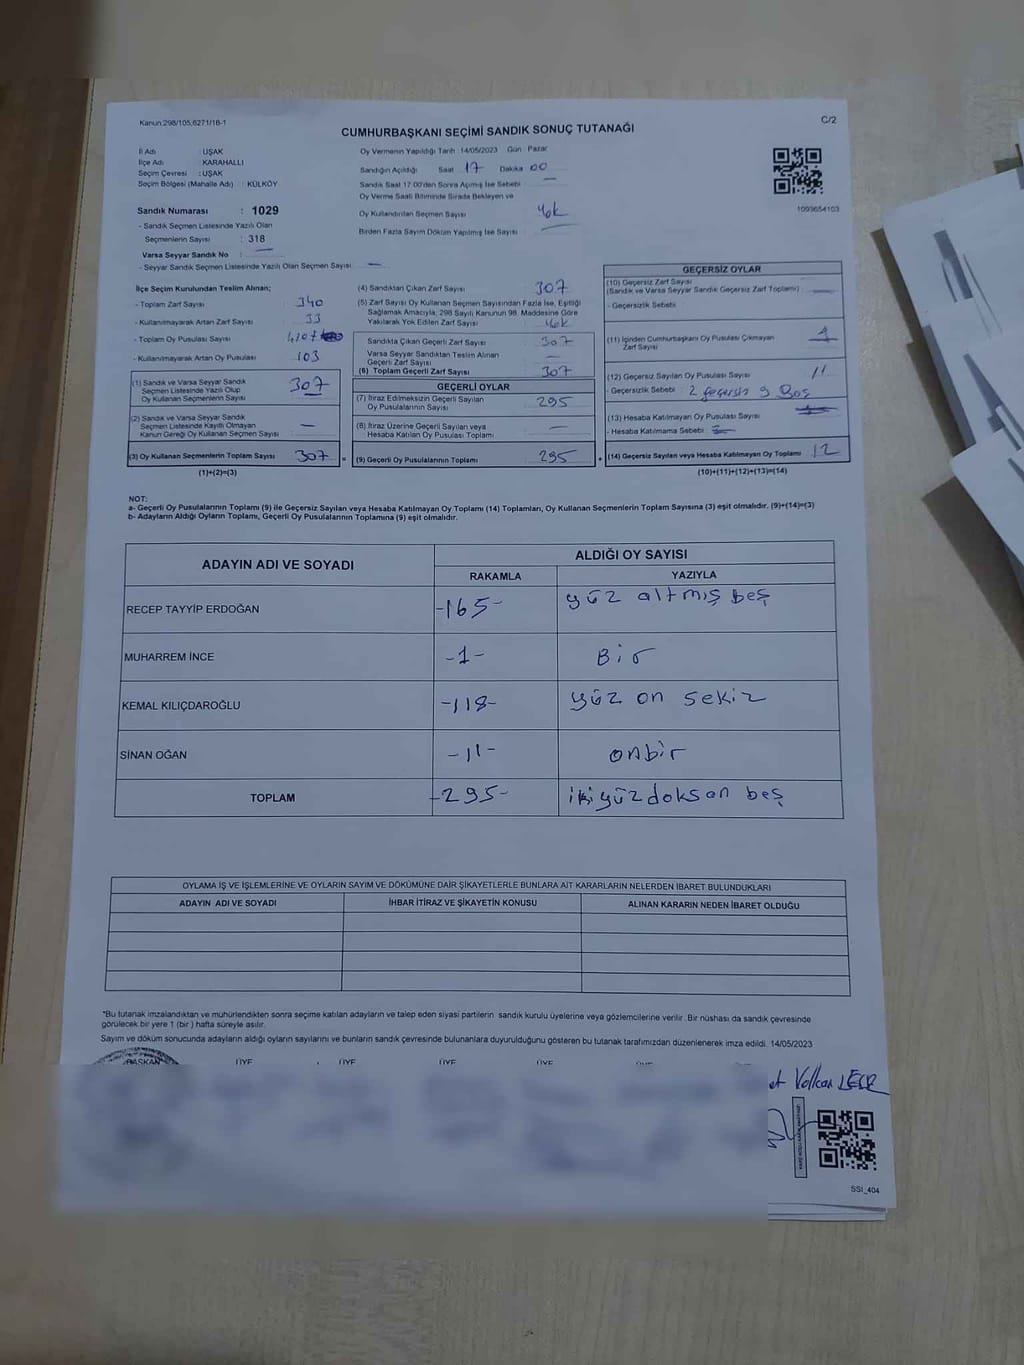 Kanun 298/105,6271/16-1
C/2
CUMHURBAŞKANI SEÇİMİ SANDIK SONUÇ TUTANAĞI
İl Adı : UŞAK
İlçe Adı : KARAHALLI
Seçim Çevresi : UŞAK
Seçim Bölgesi (Mahalle Adı) : KÜLKÖY
Sandık Numarası : 1029
- Sandık Seçmen Listesinde Yazılı Olan
Seçmenlerin Sayısı : 318
Varsa Seyyar Sandık No : —
- Seyyar Sandık Seçmen Listesinde Yazılı Olan Seçmen Sayısı : —
Oy Vermenin Yapıldığı Tarih : 14/05/2023 Gün : Pazar
Sandığın Açıldığı Saat 17 Dakika 00
Sandık Saat 17:00'den Sonra Açılmış İse Sebebi —
Oy Verme Saati Bitiminde Sırada Bekleyen ve
Oy Kullandırılan Seçmen Sayısı Yok
Birden Fazla Sayım Döküm Yapılmış İse Sayısı —
1009654103
İlçe Seçim Kurulundan Teslim Alınan;
- Toplam Zarf Sayısı : 340
- Kullanılmayarak Artan Zarf Sayısı : 33
- Toplam Oy Pusulası Sayısı :
- Kullanılmayarak Artan Oy Pusulası : 103
(1) Sandık ve Varsa Seyyar Sandık
Seçmen Listesinde Yazılı Olup
Oy Kullanan Seçmenlerin Sayısı : 307
(2) Sandık ve Varsa Seyyar Sandık
Seçmen Listesinde Kayıtlı Olmayan
Kanun Gereği Oy Kullanan Seçmen Sayısı : —
(3) Oy Kullanan Seçmenlerin Toplam Sayısı : 307
(1)+(2)=(3)
(4) Sandıktan Çıkan Zarf Sayısı : 307
(5) Zarf Sayısı Oy Kullanan Seçmen Sayısından Fazla İse, Eşitliği
Sağlamak Amacıyla; 298 Sayılı Kanunun 98. Maddesine Göre
Yakılarak Yok Edilen Zarf Sayısı : Yok
Sandıkta Çıkan Geçerli Zarf Sayısı : 307
Varsa Seyyar Sandıktan Teslim Alınan
Geçerli Zarf Sayısı : —
(6) Toplam Geçerli Zarf Sayısı : 307
GEÇERLİ OYLAR
(7) İtiraz Edilmeksizin Geçerli Sayılan
Oy Pusulalarının Sayısı : 295
(8) İtiraz Üzerine Geçerli Sayılan veya
Hesaba Katılan Oy Pusulası Toplamı : —
= (9) Geçerli Oy Pusulalarının Toplamı : 295
GEÇERSİZ OYLAR
(10) Geçersiz Zarf Sayısı
(Sandık ve Varsa Seyyar Sandık Geçersiz Zarf Toplamı) : —
- Geçersizlik Sebebi :
(11) İçinden Cumhurbaşkanı Oy Pusulası Çıkmayan
Zarf Sayısı : 1
(12) Geçersiz Sayılan Oy Pusulası Sayısı : 11
- Geçersizlik Sebebi : 2 geçersiz 9 Boş
(13) Hesaba Katılmayan Oy Pusulası Sayısı :
- Hesaba Katılmama Sebebi :
+ (14) Geçersiz Sayılan veya Hesaba Katılmayan Oy Toplamı : 12
(10)+(11)+(12)+(13)=(14)
NOT:
a- Geçerli Oy Pusulalarının Toplamı (9) ile Geçersiz Sayılan veya Hesaba Katılmayan Oy Toplamı (14) Toplamları, Oy Kullanan Seçmenlerin Toplam Sayısına (3) eşit olmalıdır. (9)+(14)=(3)
b- Adayların Aldığı Oyların Toplamı, Geçerli Oy Pusulalarının Toplamına (9) eşit olmalıdır.
ADAYIN ADI VE SOYADI ALDIĞI OY SAYISI
RAKAMLA YAZIYLA
RECEP TAYYİP ERDOĞAN -165- yüz altmış beş
MUHARREM İNCE -1- Bir
KEMAL KILIÇDAROĞLU -118- yüz on sekiz
SİNAN OĞAN -11- onbir
TOPLAM -295- ikiyüzdoksan beş
OYLAMA İŞ VE İŞLEMLERİNE VE OYLARIN SAYIM VE DÖKÜMÜNE DAİR ŞİKAYETLERLE BUNLARA AİT KARARLARIN NELERDEN İBARET BULUNDUKLARI
ADAYIN ADI VE SOYADI İHBAR İTİRAZ VE ŞİKAYETİN KONUSU ALINAN KARARIN NEDEN İBARET OLDUĞU
*Bu tutanak imzalandıktan ve mühürlendikten sonra seçime katılan adayların ve talep eden siyasi partilerin sandık kurulu üyelerine veya gözlemcilerine verilir. Bir nüshası da sandık çevresinde
görülecek bir yere 1 (bir) hafta süreyle asılır.
Sayım ve döküm sonucunda adayların aldığı oyların sayılarını ve bunların sandık çevresinde bulunanlara duyurulduğunu gösteren bu tutanak tarafımızdan düzenlenerek imza edildi. 14/05/2023
BAŞKAN ÜYE ÜYE ÜYE ÜYE ÜYE
Volkan
SSI_404